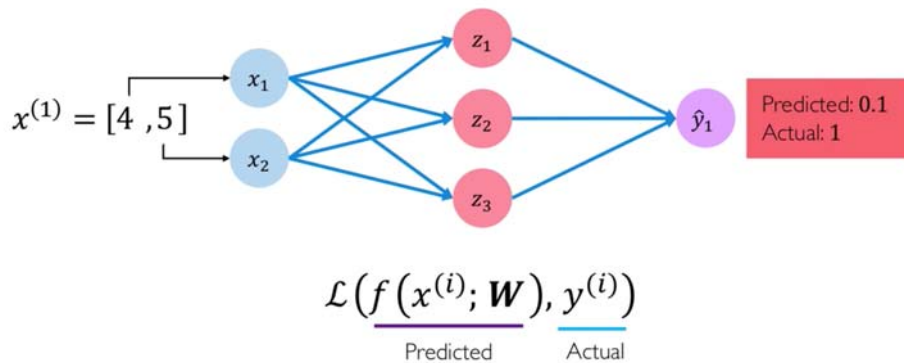 z₁
x₁
x⁽¹⁾ = [4 , 5]
z₂
ŷ₁
Predicted: 0.1
Actual: 1
x₂
z₃
ℒ(f(x⁽ⁱ⁾; W), y⁽ⁱ⁾)
Predicted Actual